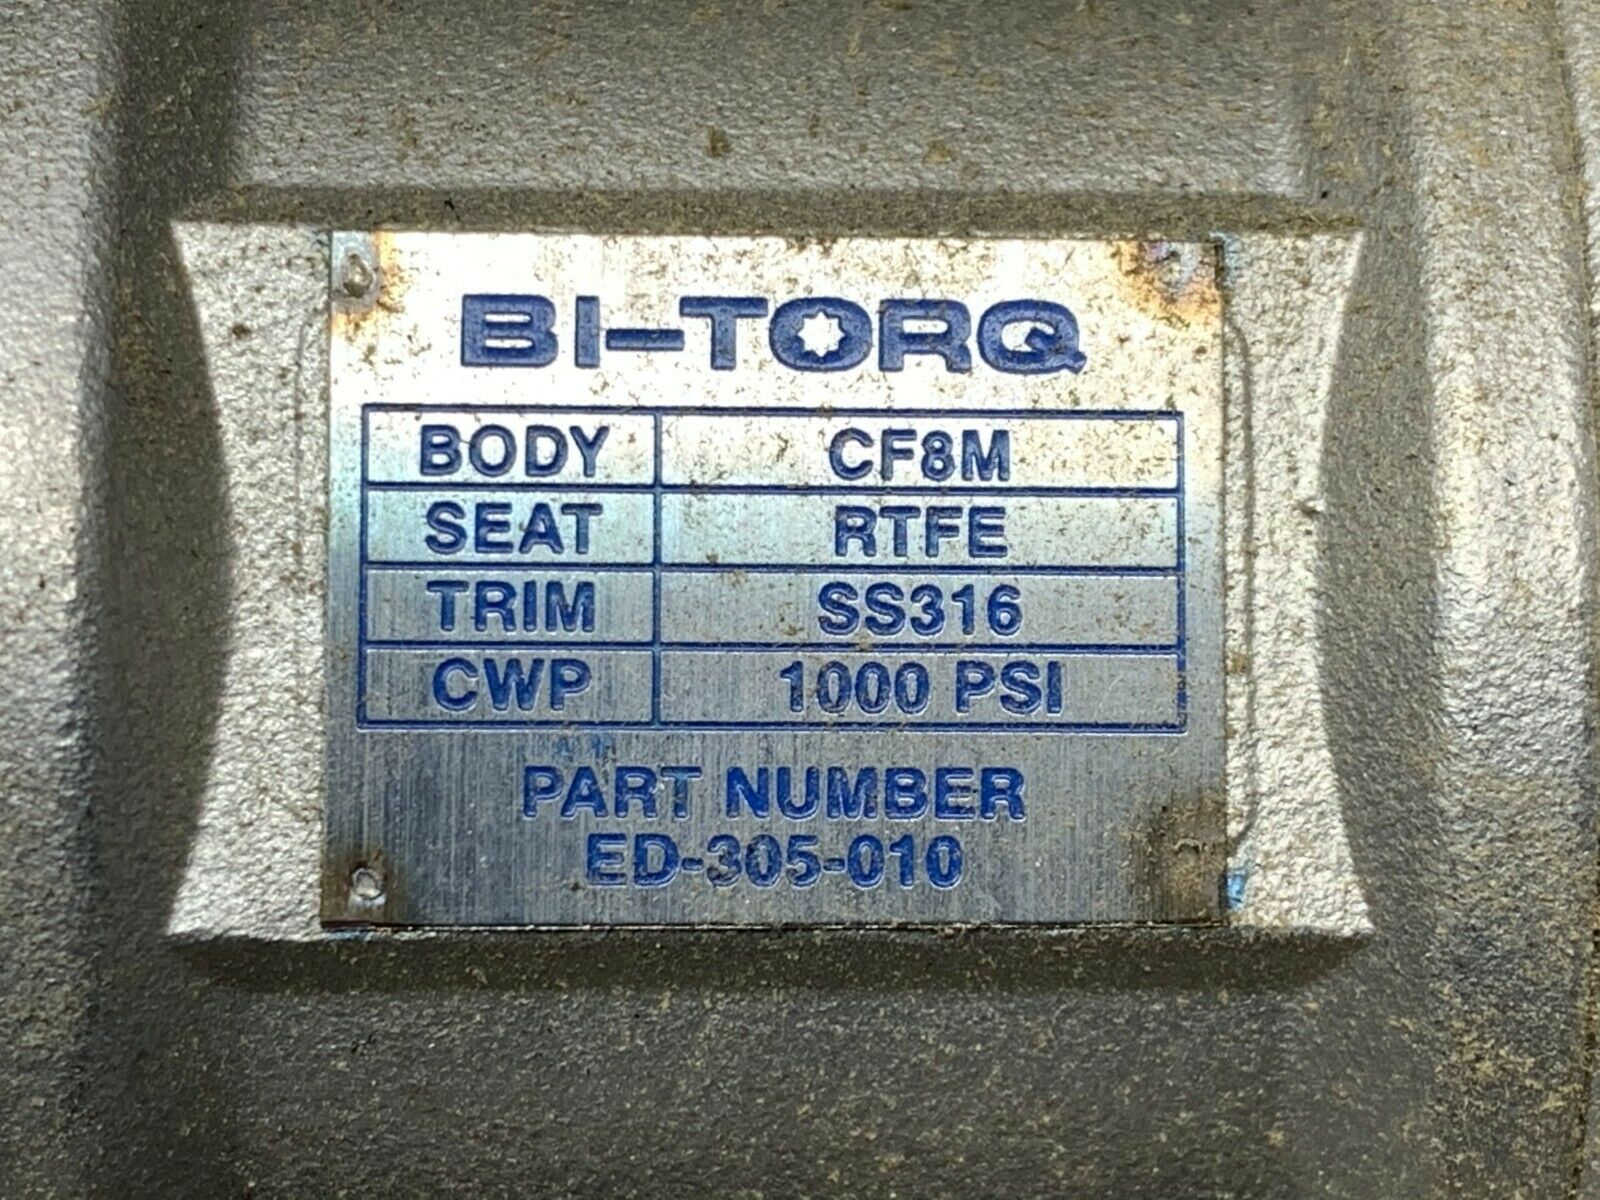 BI-TORQ
BODY CF8M
SEAT RTFE
TRIM SS316
CWP 1000 PSI
PART NUMBER
ED-305-010